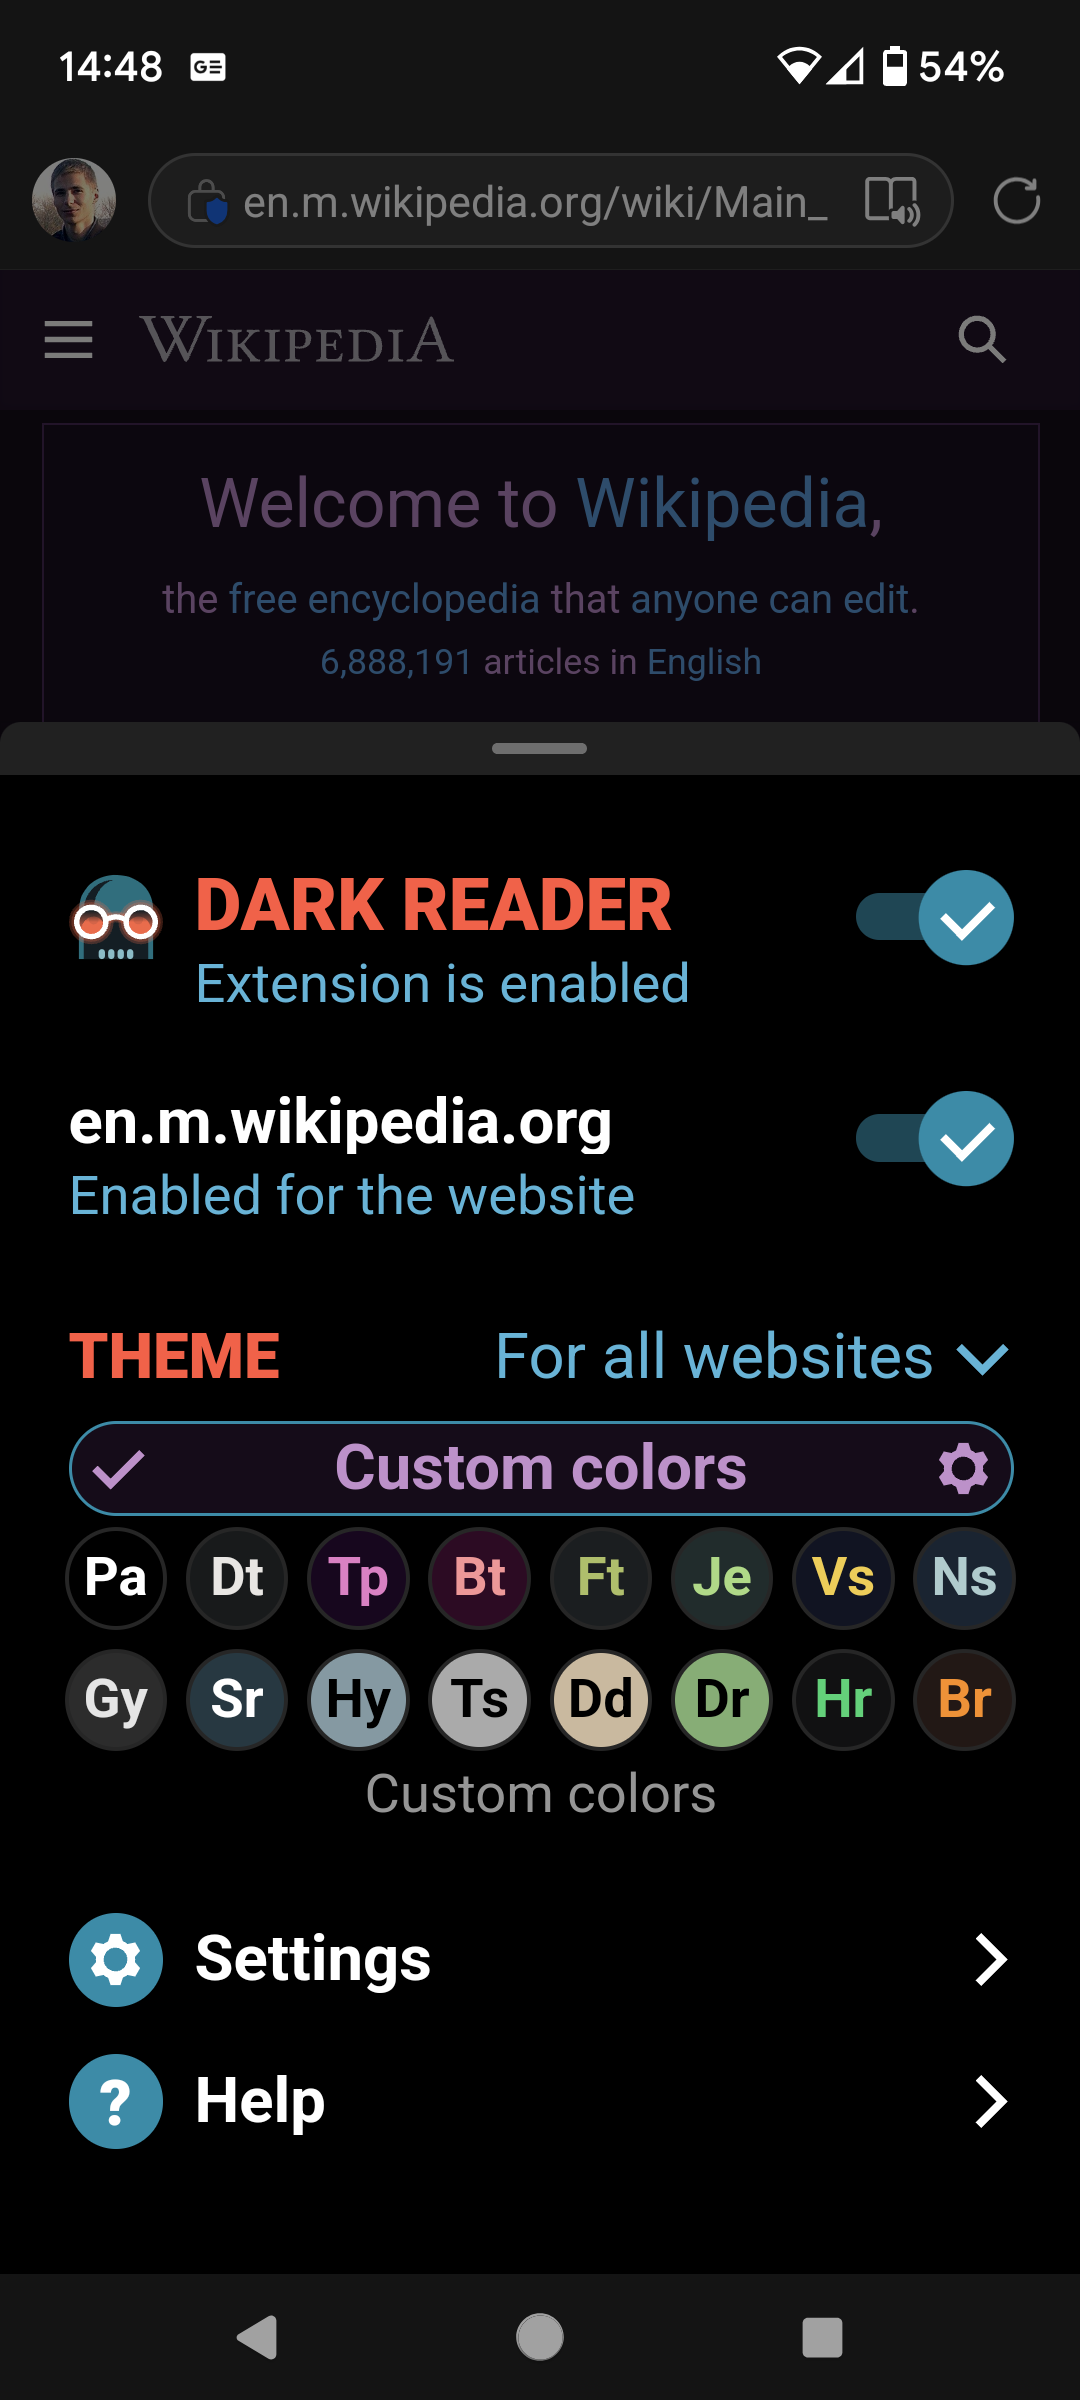 14:48 54%
en.m.wikipedia.org/wiki/Main_
WIKIPEDIA
Welcome to Wikipedia,
the free encyclopedia that anyone can edit.
6,888,191 articles in English
DARK READER
Extension is enabled
en.m.wikipedia.org
Enabled for the website
THEME For all websites
Custom colors
Pa Dt Tp Bt Ft Je Vs Ns
Gy Sr Hy Ts Dd Dr Hr Br
Custom colors
Settings
? Help